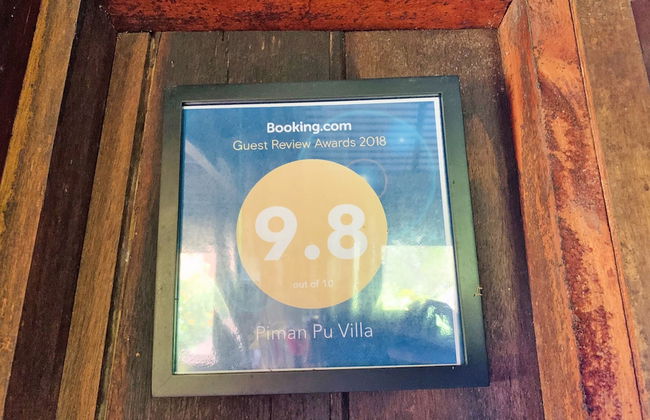 Booking.com
Guest Review Awards 2018
9.8
out of 10
Piman Pu Villa